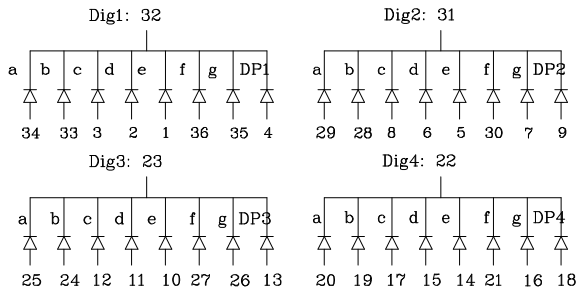 Dig1: 32
Dig2: 31
a b c d e f g DP1
a b c d e f g DP2
34 33 3 2 1 36 35 4
29 28 8 6 5 30 7 9
Dig3: 23
Dig4: 22
a b c d e f g DP3
a b c d e f g DP4
25 24 12 11 10 27 26 13
20 19 17 15 14 21 16 18